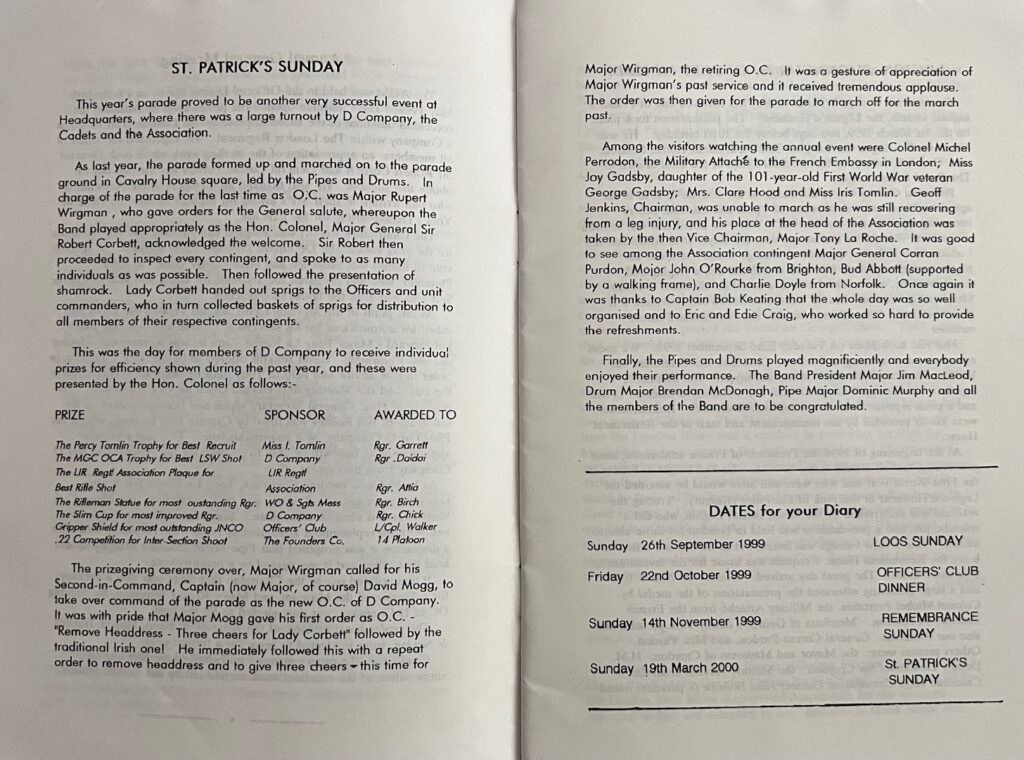 ST. PATRICK'S SUNDAY
This year's parade proved to be another very successful event at
Headquarters, where there was a large turnout by D Company, the
Cadets and the Association.
As last year, the parade formed up and marched on to the parade
ground in Cavalry House square, led by the Pipes and Drums. In
charge of the parade for the last time as O.C. was Major Rupert
Wirgman , who gave orders for the General salute, whereupon the
Band played appropriately as the Hon. Colonel, Major General Sir
Robert Corbett, acknowledged the welcome. Sir Robert then
proceeded to inspect every contingent, and spoke to as many
individuals as was possible. Then followed the presentation of
shamrock. Lady Corbett handed out sprigs to the Officers and unit
commanders, who in turn collected baskets of sprigs for distribution to
all members of their respective contingents.
This was the day for members of D Company to receive individual
prizes for efficiency shown during the past year, and these were
presented by the Hon. Colonel as follows:-
PRIZE SPONSOR AWARDED TO
The Percy Tomlin Trophy for Best Recruit Miss I. Tomlin Rgr. Garrett
The MGC OCA Trophy for Best LSW Shot D Company Rgr .Daidai
The LIR Regtl Association Plaque for LIR Regtl
Best Rifle Shot Association Rgr. Attia
The Rifleman Statue for most oustanding Rgr. WO & Sgts Mess Rgr. Birch
The Slim Cup for most improved Rgr. D Company Rgr. Chick
Gripper Shield for most outstanding JNCO Officers' Club L/Cpl. Walker
.22 Competition for Inter-Section Shoot The Founders Co. 14 Platoon
The prizegiving ceremony over, Major Wirgman called for his
Second-in-Command, Captain (now Major, of course) David Mogg, to
take over command of the parade as the new O.C. of D Company.
It was with pride that Major Mogg gave his first order as O.C. -
"Remove Headdress - Three cheers for Lady Corbett" followed by the
traditional Irish one! He immediately followed this with a repeat
order to remove headdress and to give three cheers - this time for
Major Wirgman, the retiring O.C. It was a gesture of appreciation of
Major Wirgman's past service and it received tremendous applause.
The order was then given for the parade to march off for the march
past.
Among the visitors watching the annual event were Colonel Michel
Perrodon, the Military Attaché to the French Embassy in London; Miss
Joy Gadsby, daughter of the 101-year-old First World War veteran
George Gadsby; Mrs. Clare Hood and Miss Iris Tomlin. Geoff
Jenkins, Chairman, was unable to march as he was still recovering
from a leg injury, and his place at the head of the Association was
taken by the then Vice Chairman, Major Tony La Roche. It was good
to see among the Association contingent Major General Corran
Purdon, Major John O'Rourke from Brighton, Bud Abbott (supported
by a walking frame), and Charlie Doyle from Norfolk. Once again it
was thanks to Captain Bob Keating that the whole day was so well
organised and to Eric and Edie Craig, who worked so hard to provide
the refreshments.
Finally, the Pipes and Drums played magnificently and everybody
enjoyed their performance. The Band President Major Jim MacLeod,
Drum Major Brendan McDonagh, Pipe Major Dominic Murphy and all
the members of the Band are to be congratulated.
DATES for your Diary
Sunday 26th September 1999 LOOS SUNDAY
Friday 22nd October 1999 OFFICERS' CLUB
DINNER
Sunday 14th November 1999 REMEMBRANCE
SUNDAY
Sunday 19th March 2000 St. PATRICK'S
SUNDAY